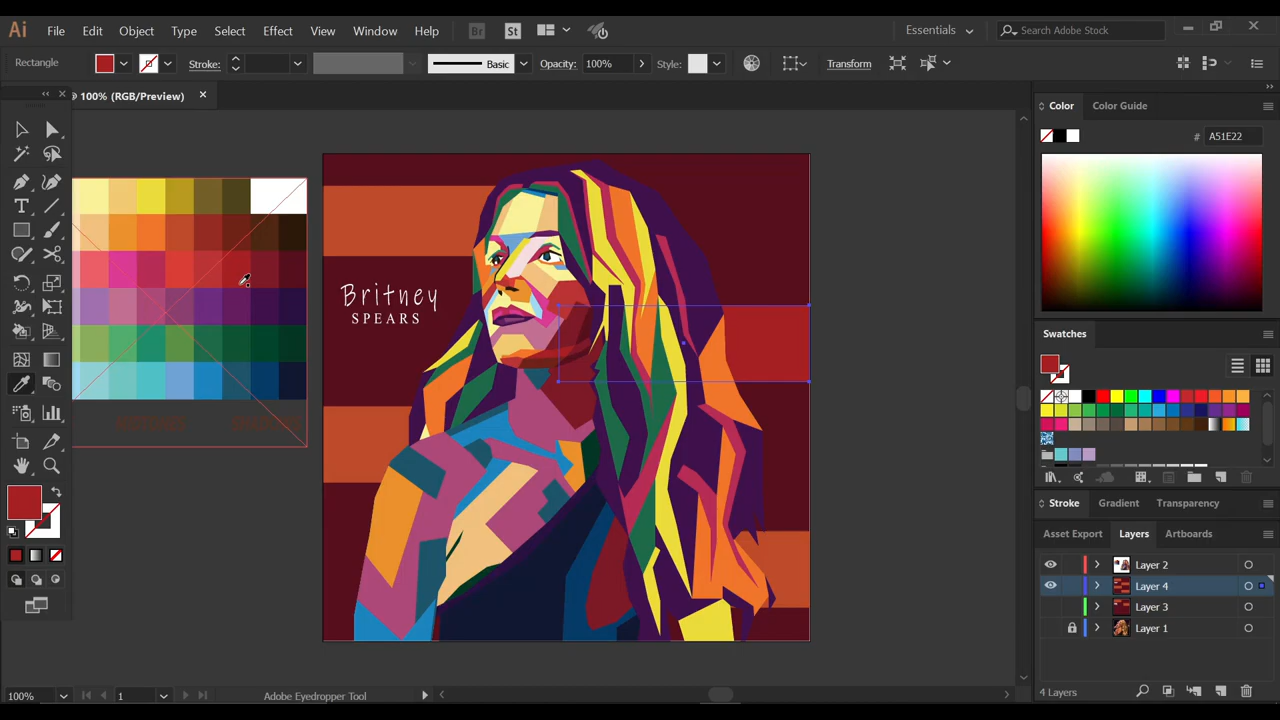 Ai File Edit Object Type Select Effect View Window Help Br St Essentials Search Adobe Stock
Rectangle Stroke: Basic Opacity: 100% Style: Transform
100% (RGB/Preview) ×
Color Color Guide
# A51E22
Britney
SPEARS
Swatches
Stroke Gradient Transparency
Asset Export Layers Artboards
Layer 2
Layer 4
Layer 3
Layer 1
4 Layers
100% 1 Adobe Eyedropper Tool